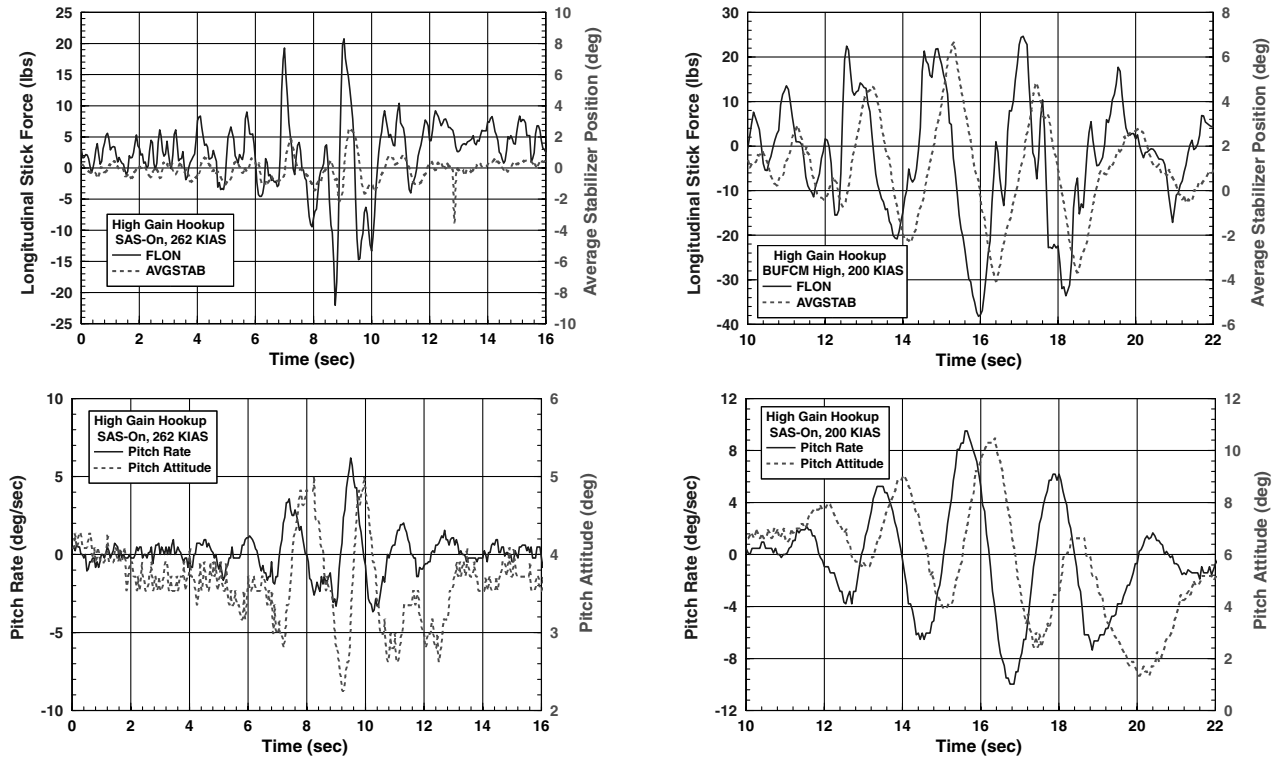 25
20
15
10
5
0
-5
-10
-15
-20
-25
Longitudinal Stick Force (lbs)
10
8
6
4
2
0
-2
-4
-6
-8
-10
Average Stabilizer Position (deg)
High Gain Hookup
SAS-On, 262 KIAS
FLON
AVGSTAB
0 2 4 6 8 10 12 14 16
Time (sec)
30
20
10
0
-10
-20
-30
-40
Longitudinal Stick Force (lbs)
8
6
4
2
0
-2
-4
-6
Average Stabilizer Position (deg)
High Gain Hookup
BUFCM High, 200 KIAS
FLON
AVGSTAB
10 12 14 16 18 20 22
Time (sec)
10
5
0
-5
-10
Pitch Rate (deg/sec)
6
5
4
3
2
Pitch Attitude (deg)
High Gain Hookup
SAS-On, 262 KIAS
Pitch Rate
Pitch Attitude
0 2 4 6 8 10 12 14 16
Time (sec)
12
8
4
0
-4
-8
-12
Pitch Rate (deg/sec)
12
10
8
6
4
2
0
Pitch Attitude (deg)
High Gain Hookup
SAS-On, 200 KIAS
Pitch Rate
Pitch Attitude
10 12 14 16 18 20 22
Time (sec)